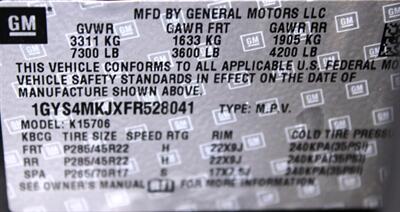 GM
MFD BY GENERAL MOTORS LLC
GVWR GAWR FRT GAWR RR
3311 KG 1633 KG 1905 KG
7300 LB 3600 LB 4200 LB
THIS VEHICLE CONFORMS TO ALL APPLICABLE U.S. FEDERAL
VEHICLE SAFETY STANDARDS IN EFFECT ON THE DATE OF
MANUFACTURE SHOWN ABOVE.
1GYS4MKJXFR528041 TYPE: M.P.V.
MODEL: K15706
KBCG TIRE SIZE SPEED RTG RIM COLD TIRE
FRT P285/45R22 H 22X9J 240KPA(35PSI)
RR P285/45R22 H 22X9J 240KPA(35PSI)
SPA P265/70R17 S 17X7.5J 240KPA(35PSI)
SEE OWNER'S MANUAL FOR MORE INFORMATION